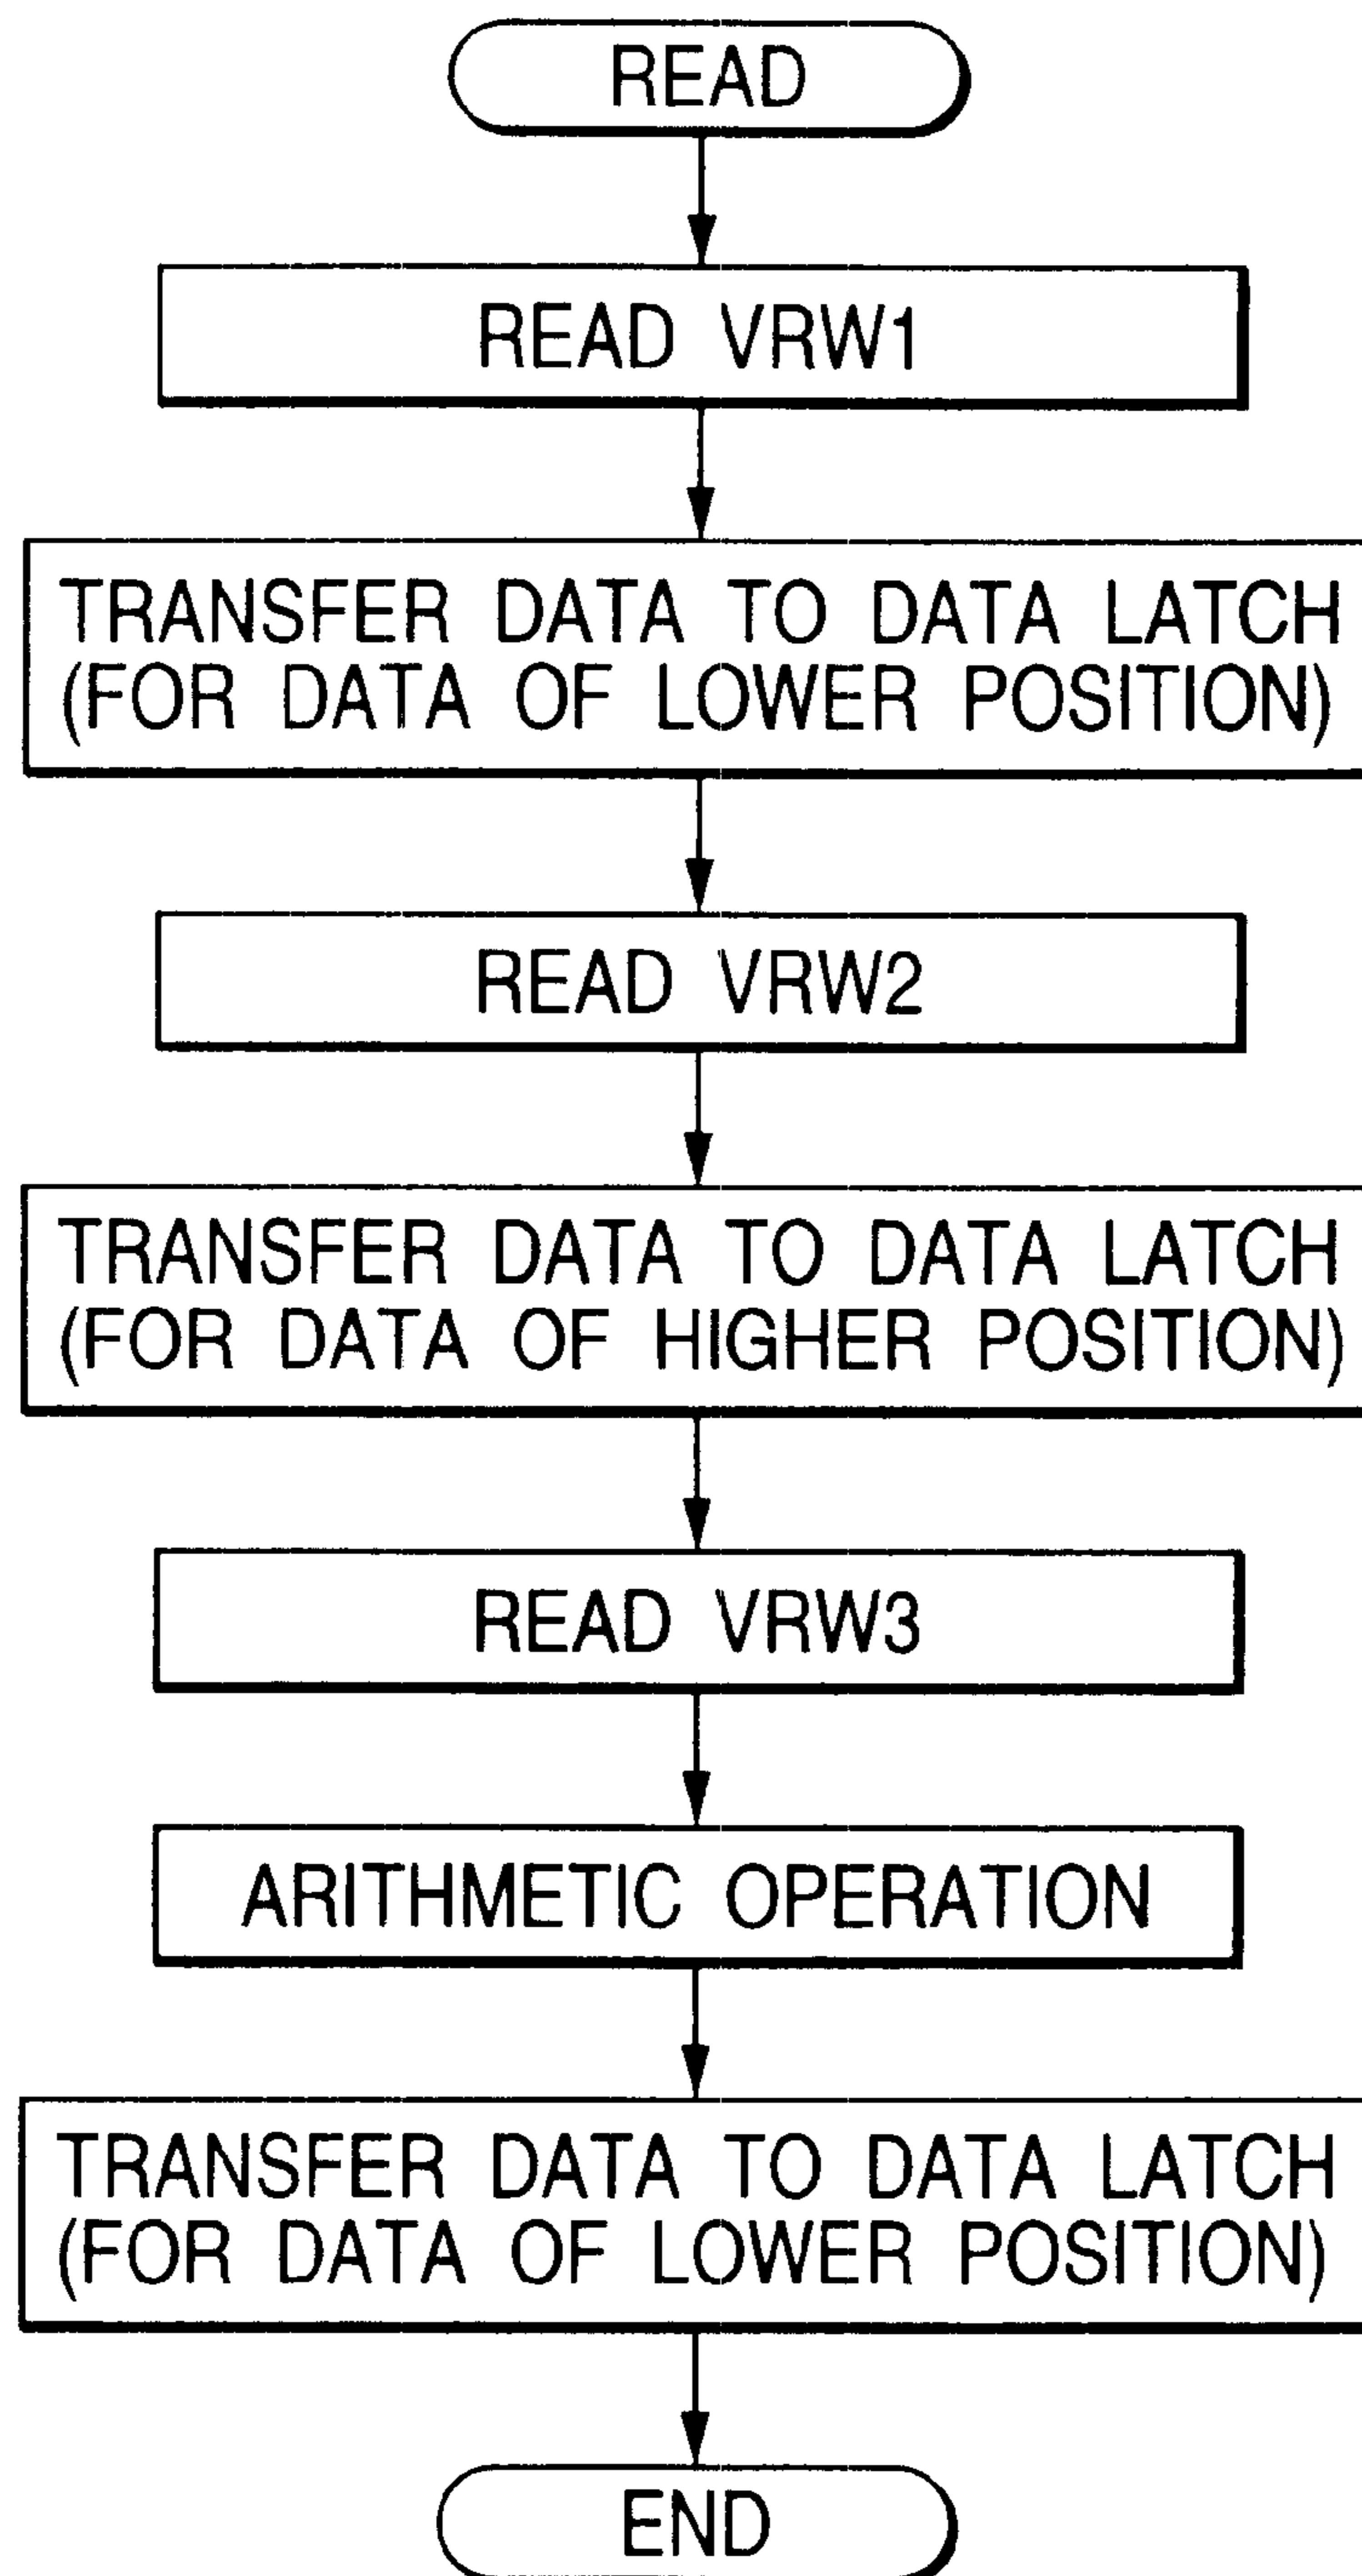 READ
READ VRW1
TRANSFER DATA TO DATA LATCH
(FOR DATA OF LOWER POSITION)
READ VRW2
TRANSFER DATA TO DATA LATCH
(FOR DATA OF HIGHER POSITION)
READ VRW3
ARITHMETIC OPERATION
TRANSFER DATA TO DATA LATCH
(FOR DATA OF LOWER POSITION)
END